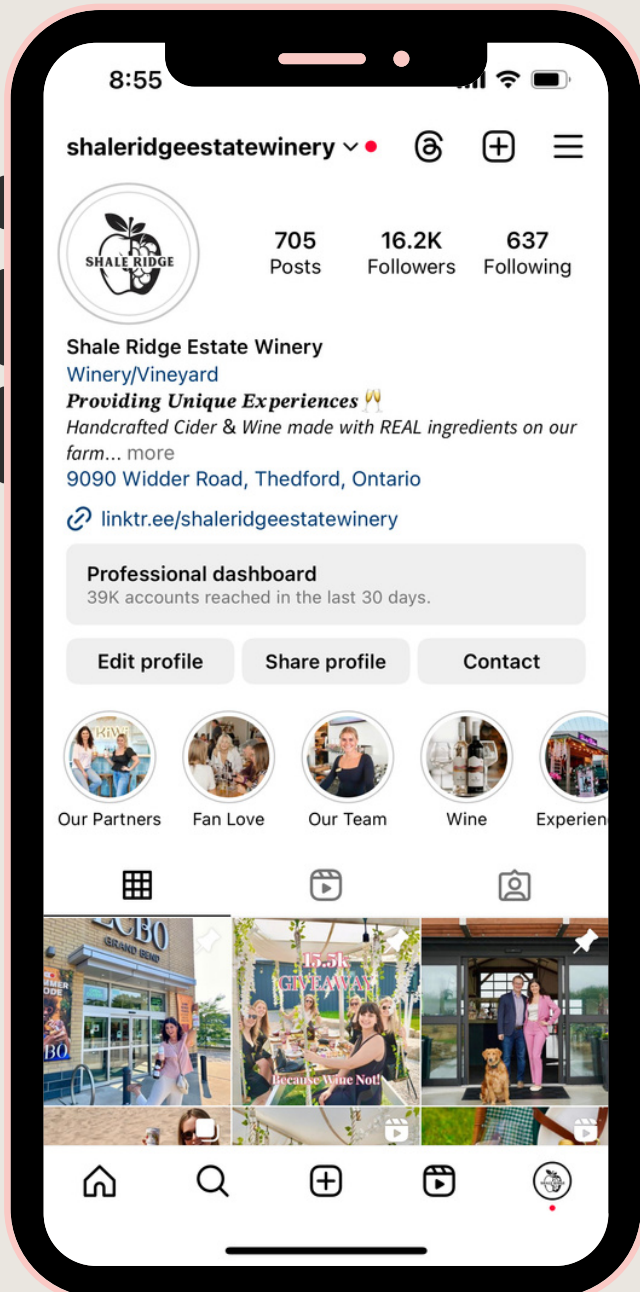 8:55
shaleridgeestatewinery
SHALE RIDGE
705
Posts
16.2K
Followers
637
Following
Shale Ridge Estate Winery
Winery/Vineyard
Providing Unique Experiences 🥂
Handcrafted Cider & Wine made with REAL ingredients on our
farm... more
9090 Widder Road, Thedford, Ontario
linktr.ee/shaleridgeestatewinery
Professional dashboard
39K accounts reached in the last 30 days.
Edit profile
Share profile
Contact
KiWi
Our Partners
Fan Love
Our Team
Wine
Experien
LCBO
GRAND BEND
15.5k
GIVEAWAY
Because Wine Not!